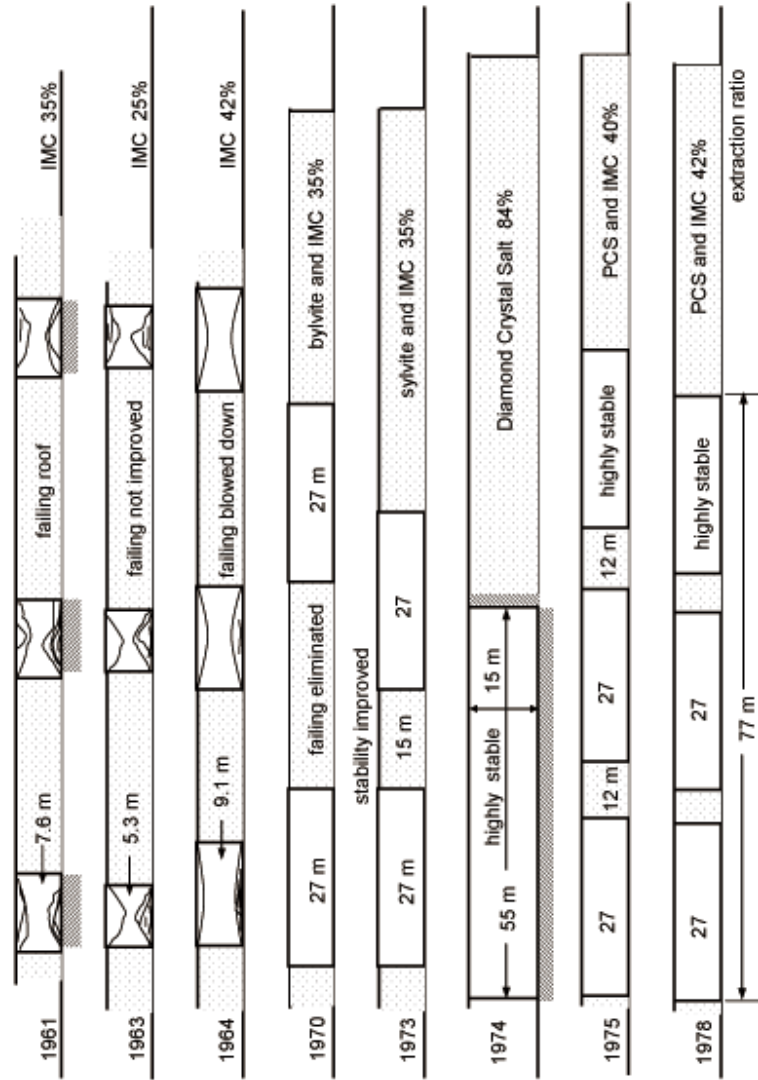 1961
7.6 m
failing roof
IMC 35%
1963
5.3 m
failing not improved
IMC 25%
1964
9.1 m
failing blowed down
IMC 42%
1970
27 m
failing eliminated
27 m
bylvite and IMC 35%
stability improved
1973
27 m
15 m
27
sylvite and IMC 35%
1974
highly stable
15 m
55 m
Diamond Crystal Salt 84%
1975
27
12 m
27
12 m
highly stable
PCS and IMC 40%
1978
27
27
highly stable
PCS and IMC 42%
77 m
extraction ratio